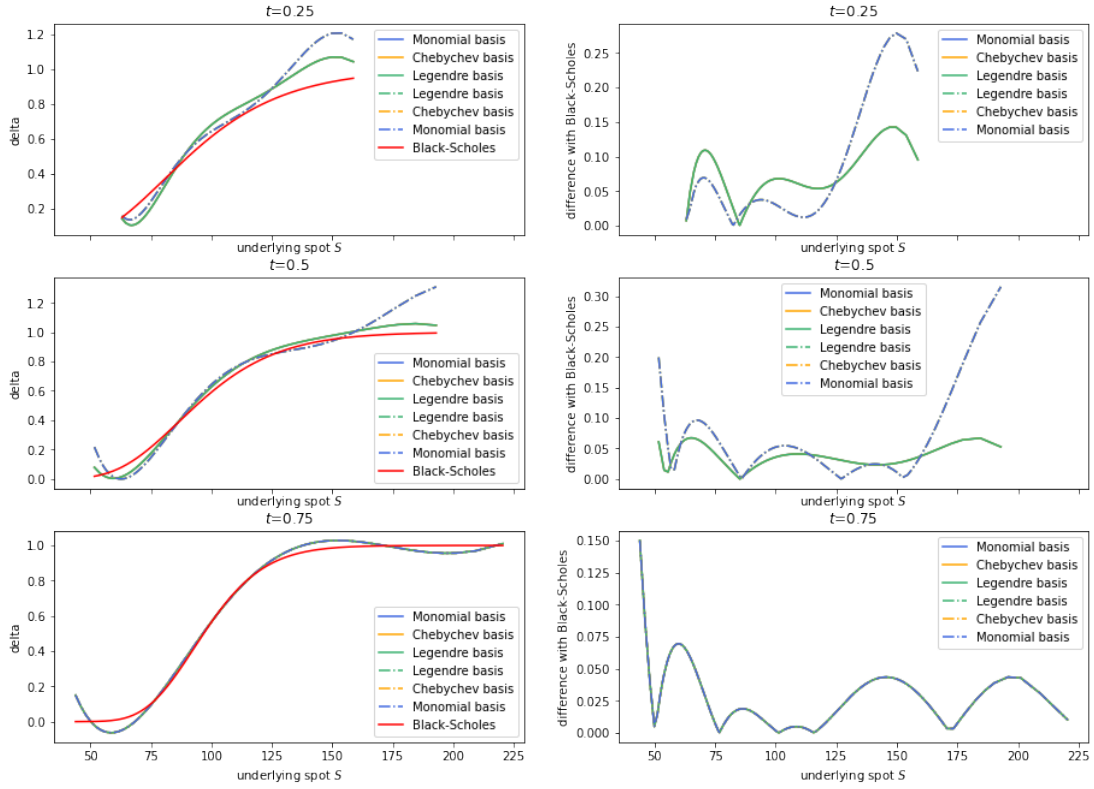 t=0.25
delta
1.2
1.0
0.8
0.6
0.4
0.2
Monomial basis
Chebychev basis
Legendre basis
Legendre basis
Chebychev basis
Monomial basis
Black-Scholes
underlying spot S
t=0.25
difference with Black-Scholes
0.25
0.20
0.15
0.10
0.05
0.00
Monomial basis
Chebychev basis
Legendre basis
Legendre basis
Chebychev basis
Monomial basis
underlying spot S
t=0.5
delta
1.2
1.0
0.8
0.6
0.4
0.2
0.0
Monomial basis
Chebychev basis
Legendre basis
Legendre basis
Chebychev basis
Monomial basis
Black-Scholes
underlying spot S
t=0.5
difference with Black-Scholes
0.30
0.25
0.20
0.15
0.10
0.05
0.00
Monomial basis
Chebychev basis
Legendre basis
Legendre basis
Chebychev basis
Monomial basis
underlying spot S
t=0.75
delta
1.0
0.8
0.6
0.4
0.2
0.0
Monomial basis
Chebychev basis
Legendre basis
Legendre basis
Chebychev basis
Monomial basis
Black-Scholes
50 75 100 125 150 175 200 225
underlying spot S
t=0.75
difference with Black-Scholes
0.150
0.125
0.100
0.075
0.050
0.025
0.000
Monomial basis
Chebychev basis
Legendre basis
Legendre basis
Chebychev basis
Monomial basis
50 75 100 125 150 175 200 225
underlying spot S